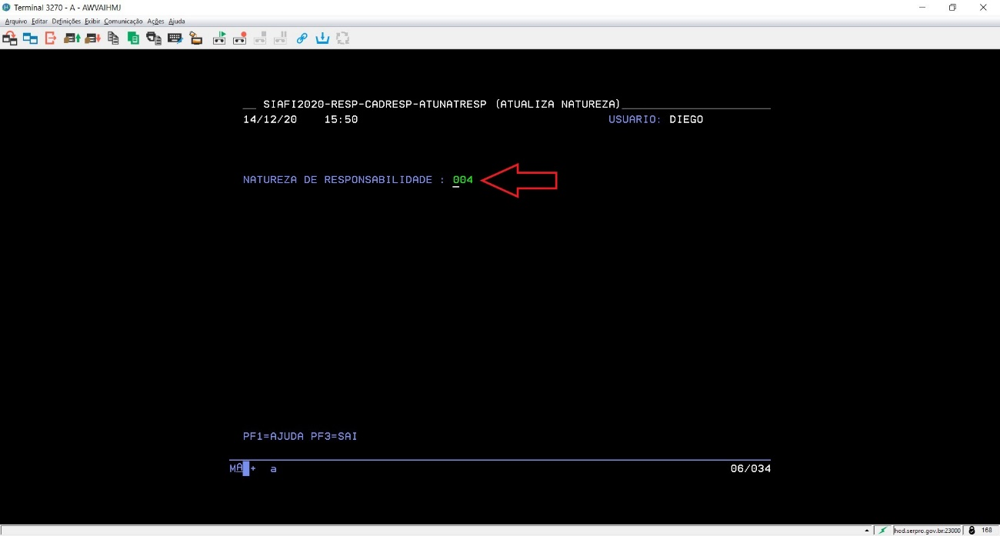 Terminal 3270 - A - AWVAIHMJ
Arquivo Editar Definições Exibir Comunicação Ações Ajuda
__ SIAFI2020-RESP-CADRESP-ATUNATRESP (ATUALIZA NATUREZA)______________________
14/12/20 15:50 USUARIO: DIEGO
NATUREZA DE RESPONSABILIDADE : 004
PF1=AJUDA PF3=SAI
MA + a 06/034
hod.serpro.gov.br:23000 168